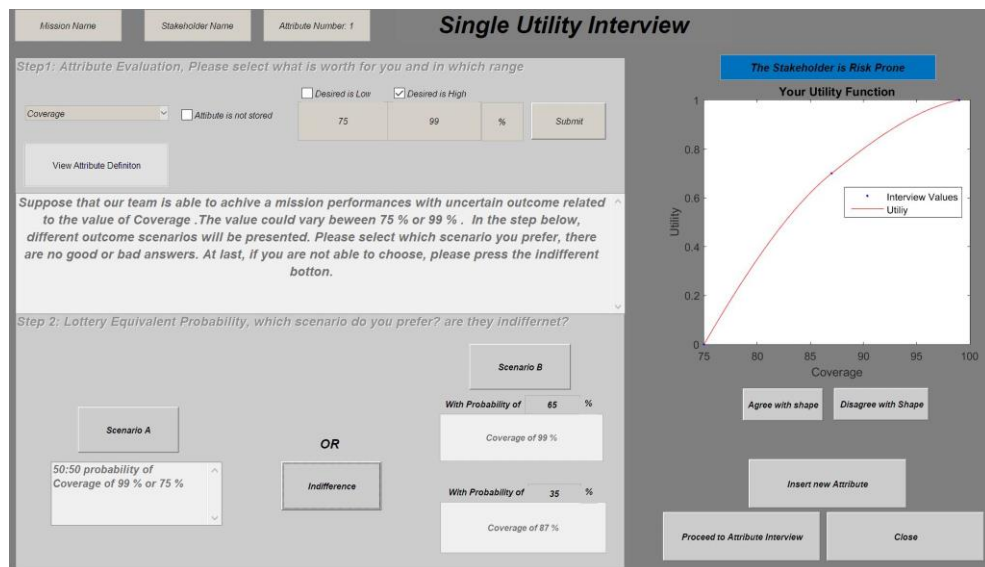 Mission Name
Stakeholder Name
Attribute Number: 1
Single Utility Interview
Step1: Attribute Evaluation, Please select what is worth for you and in which range
Desired is Low
Desired is High
Coverage
Attibute is not stored
75
99
%
Submit
View Attribute Definiton
Suppose that our team is able to achive a mission performances with uncertain outcome related
to the value of Coverage .The value could vary beween 75 % or 99 % . In the step below,
different outcome scenarios will be presented. Please select which scenario you prefer, there
are no good or bad answers. At last, if you are not able to choose, please press the indifferent
botton.
Step 2: Lottery Equivalent Probability, which scenario do you prefer? are they indiffernet?
Scenario A
50:50 probability of
Coverage of 99 % or 75 %
OR
Indifference
Scenario B
With Probability of 65 %
Coverage of 99 %
With Probability of 35 %
Coverage of 87 %
The Stakeholder is Risk Prone
Your Utility Function
1
0.8
0.6
0.4
0.2
0
Utility
Interview Values
Utiliy
75 80 85 90 95 100
Coverage
Agree with shape
Disagree with Shape
Insert new Attribute
Proceed to Attribute Interview
Close